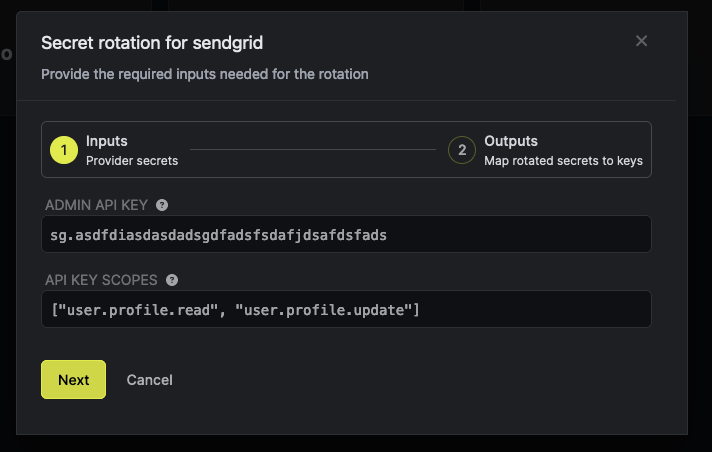 o
Secret rotation for sendgrid
Provide the required inputs needed for the rotation
1
Inputs
Provider secrets
2
Outputs
Map rotated secrets to keys
ADMIN API KEY ?
sg.asdfdiasdasdadsgdfadsfsdafjdsafdsfads
API KEY SCOPES ?
["user.profile.read", "user.profile.update"]
Next
Cancel